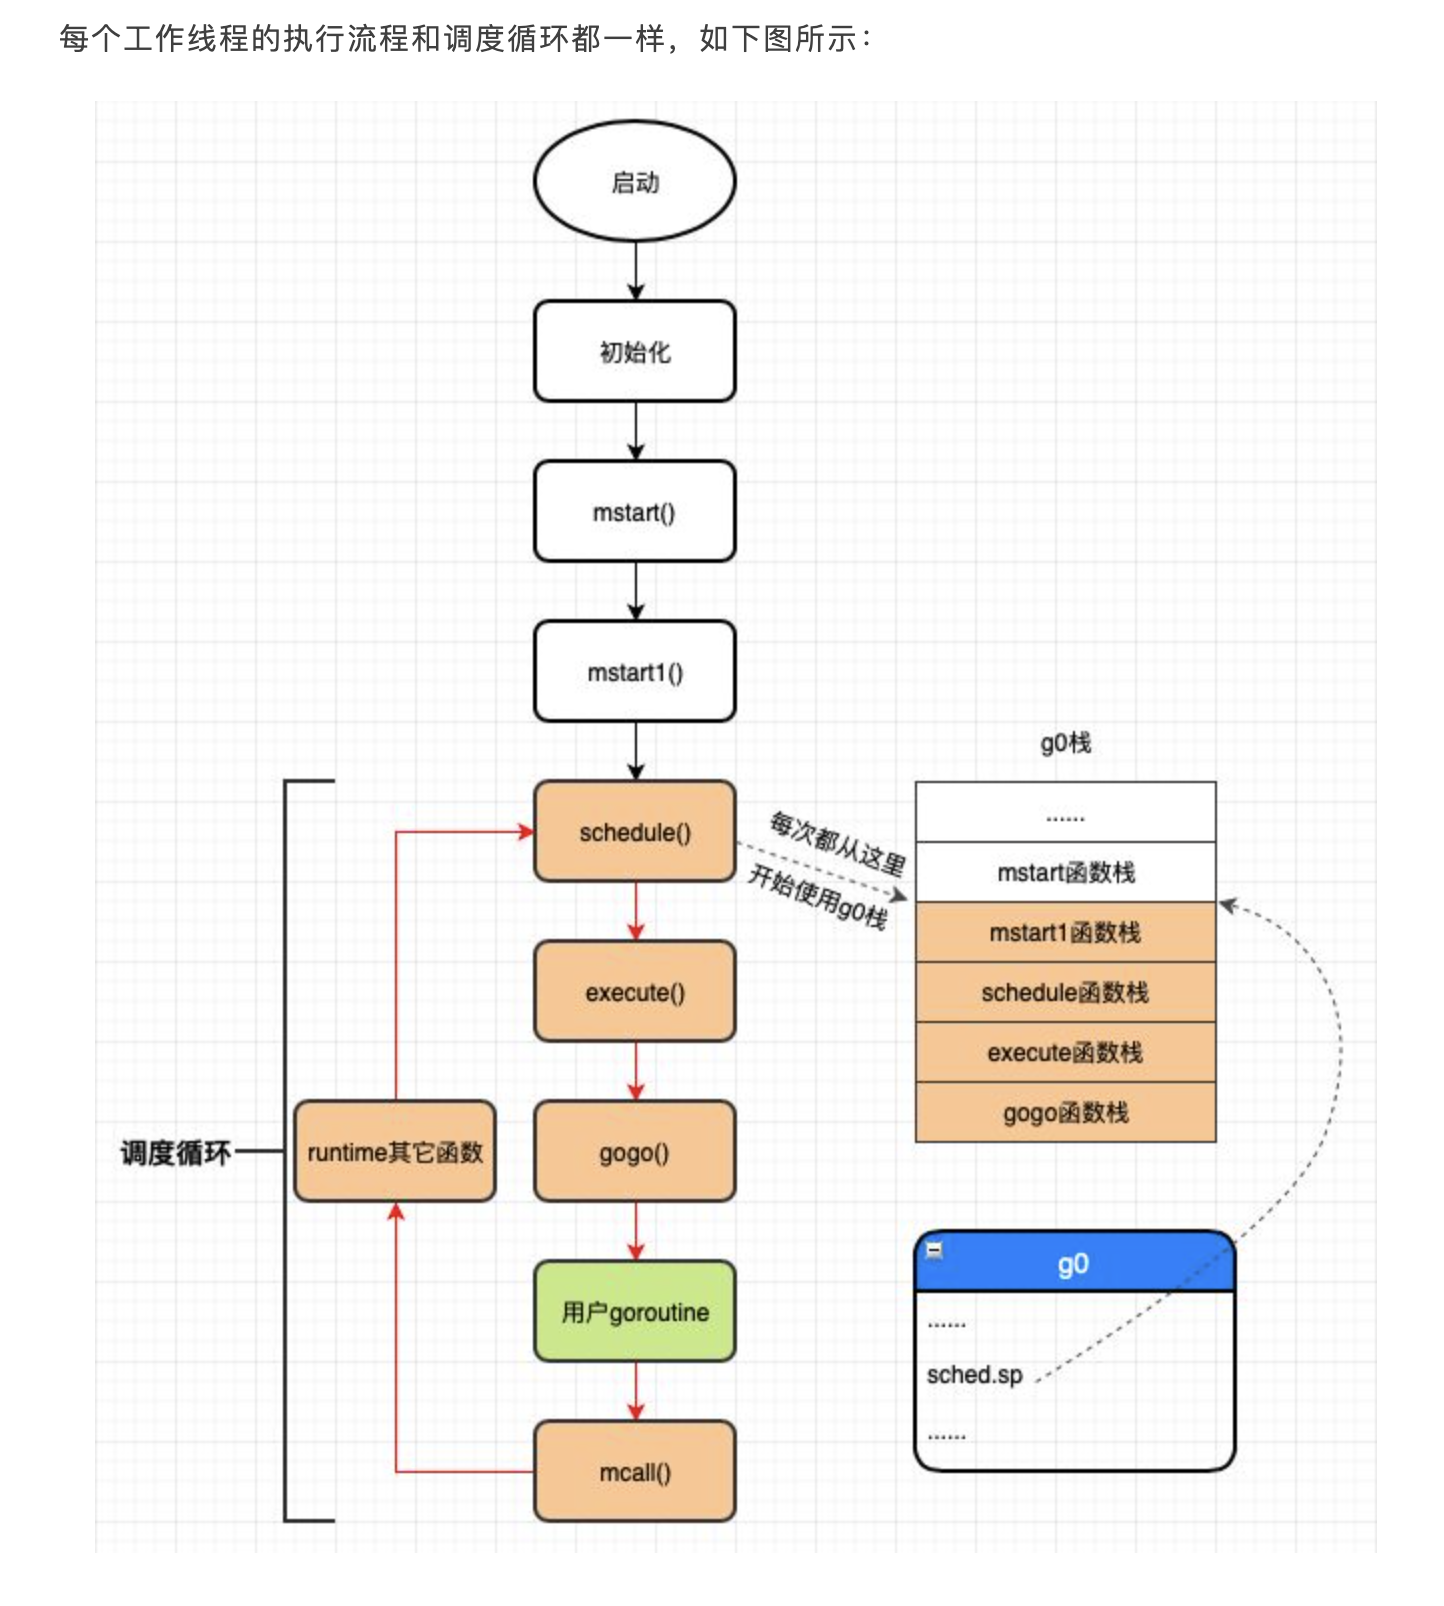 每个工作线程的执行流程和调度循环都一样，如下图所示：
启动
初始化
mstart()
mstart1()
schedule()
execute()
gogo()
用户goroutine
mcall()
runtime其它函数
调度循环
每次都从这里
开始使用g0栈
g0栈
......
mstart函数栈
mstart1函数栈
schedule函数栈
execute函数栈
gogo函数栈
g0
......
sched.sp
......